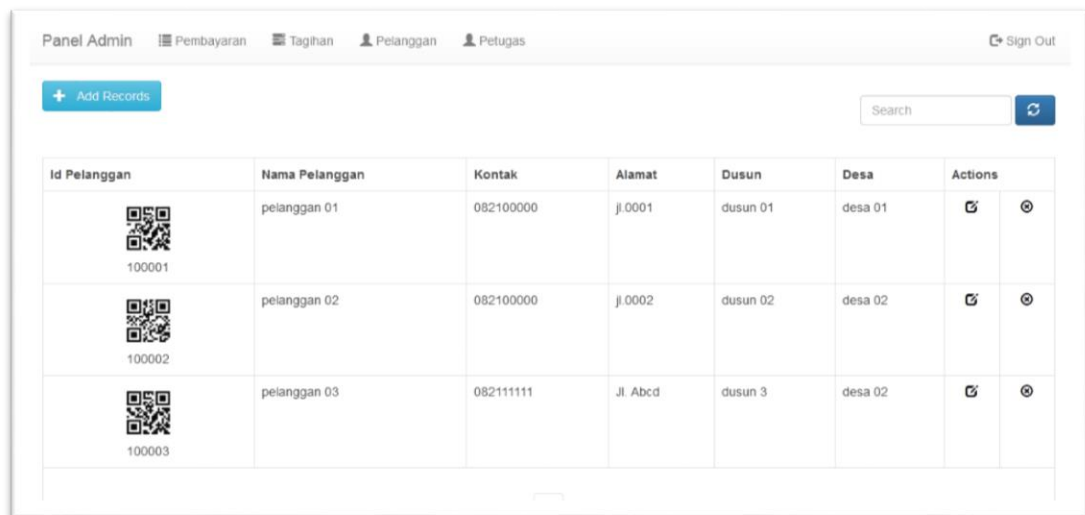 Panel Admin Pembayaran Tagihan Pelanggan Petugas Sign Out
Add Records
Search
Id Pelanggan Nama Pelanggan Kontak Alamat Dusun Desa Actions
pelanggan 01 082100000 jl.0001 dusun 01 desa 01
100001
pelanggan 02 082100000 jl.0002 dusun 02 desa 02
100002
pelanggan 03 082111111 Jl. Abcd dusun 3 desa 02
100003